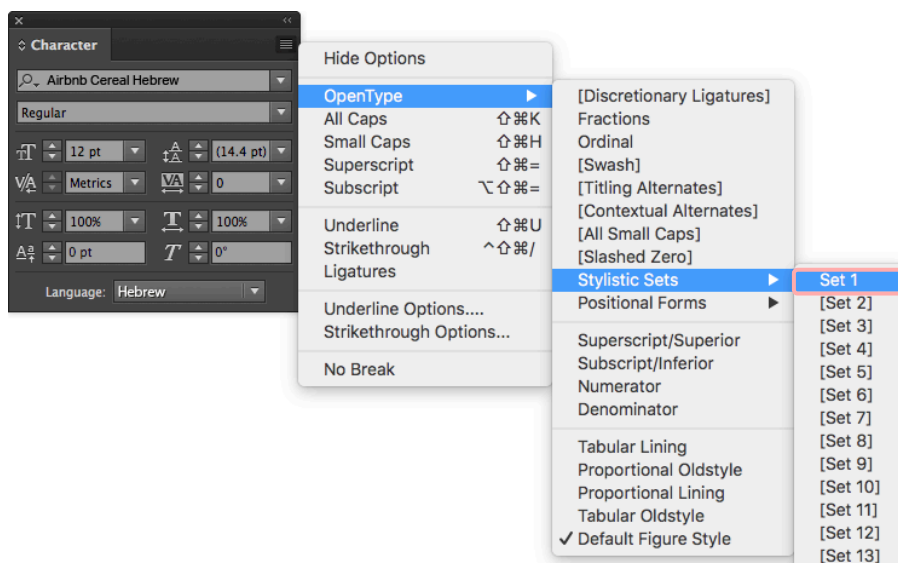 Character
Airbnb Cereal Hebrew
Regular
12 pt
(14.4 pt)
Metrics
0
100%
100%
0 pt
0°
Language: Hebrew
Hide Options
OpenType
All Caps ⇧⌘K
Small Caps ⇧⌘H
Superscript ⇧⌘=
Subscript ⌥⇧⌘=
Underline ⇧⌘U
Strikethrough ^⇧⌘/
Ligatures
Underline Options....
Strikethrough Options...
No Break
[Discretionary Ligatures]
Fractions
Ordinal
[Swash]
[Titling Alternates]
[Contextual Alternates]
[All Small Caps]
[Slashed Zero]
Stylistic Sets
Positional Forms
Superscript/Superior
Subscript/Inferior
Numerator
Denominator
Tabular Lining
Proportional Oldstyle
Proportional Lining
Tabular Oldstyle
✓ Default Figure Style
Set 1
[Set 2]
[Set 3]
[Set 4]
[Set 5]
[Set 6]
[Set 7]
[Set 8]
[Set 9]
[Set 10]
[Set 11]
[Set 12]
[Set 13]